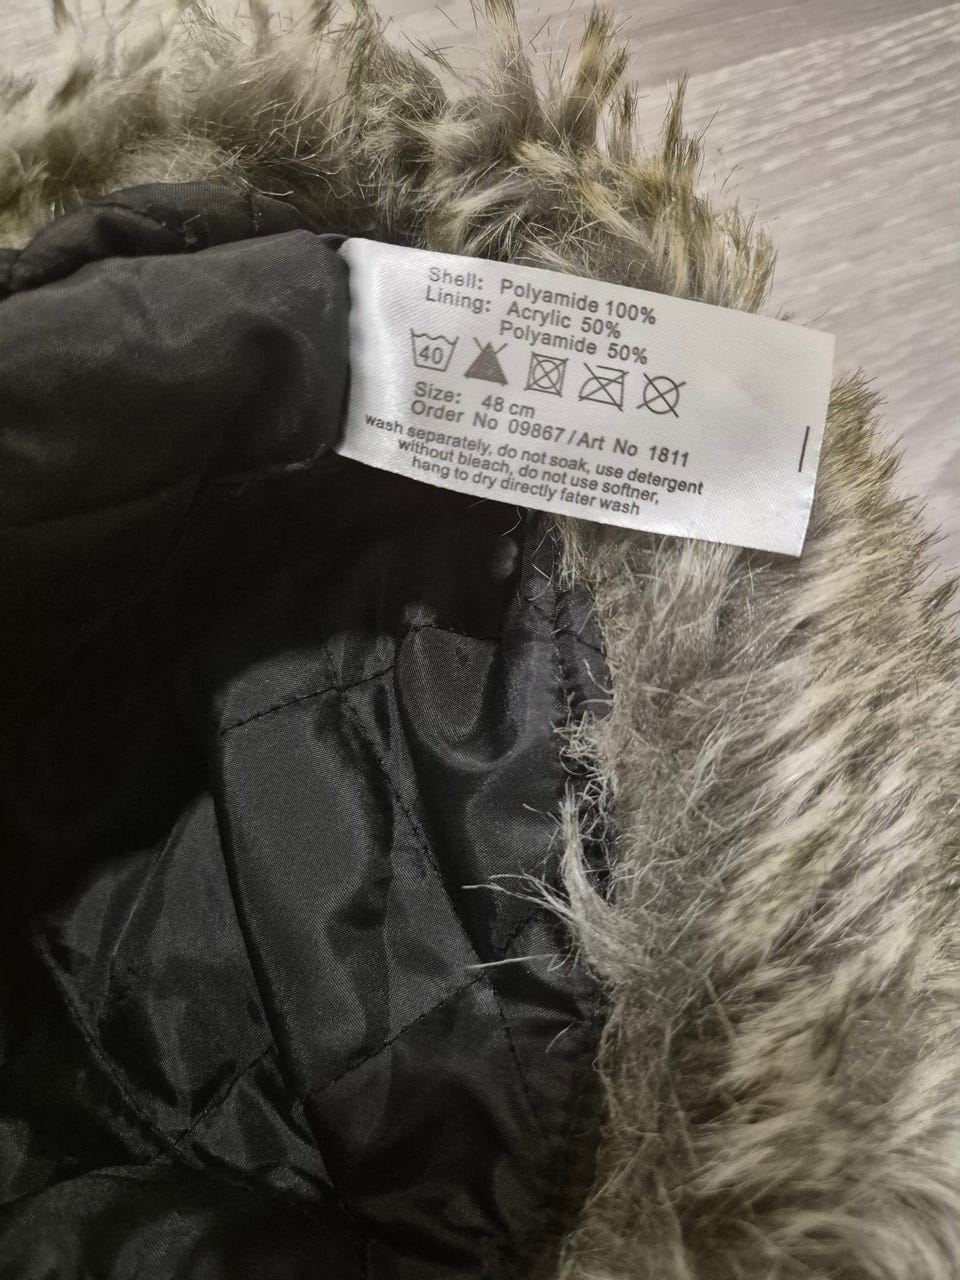 Shell: Polyamide 100%
Lining: Acrylic 50%
Polyamide 50%
40
Size: 48 cm
Order No 09867/Art No 1811
wash separately, do not soak, use detergent
without bleach, do not use softner,
hang to dry directly fater wash